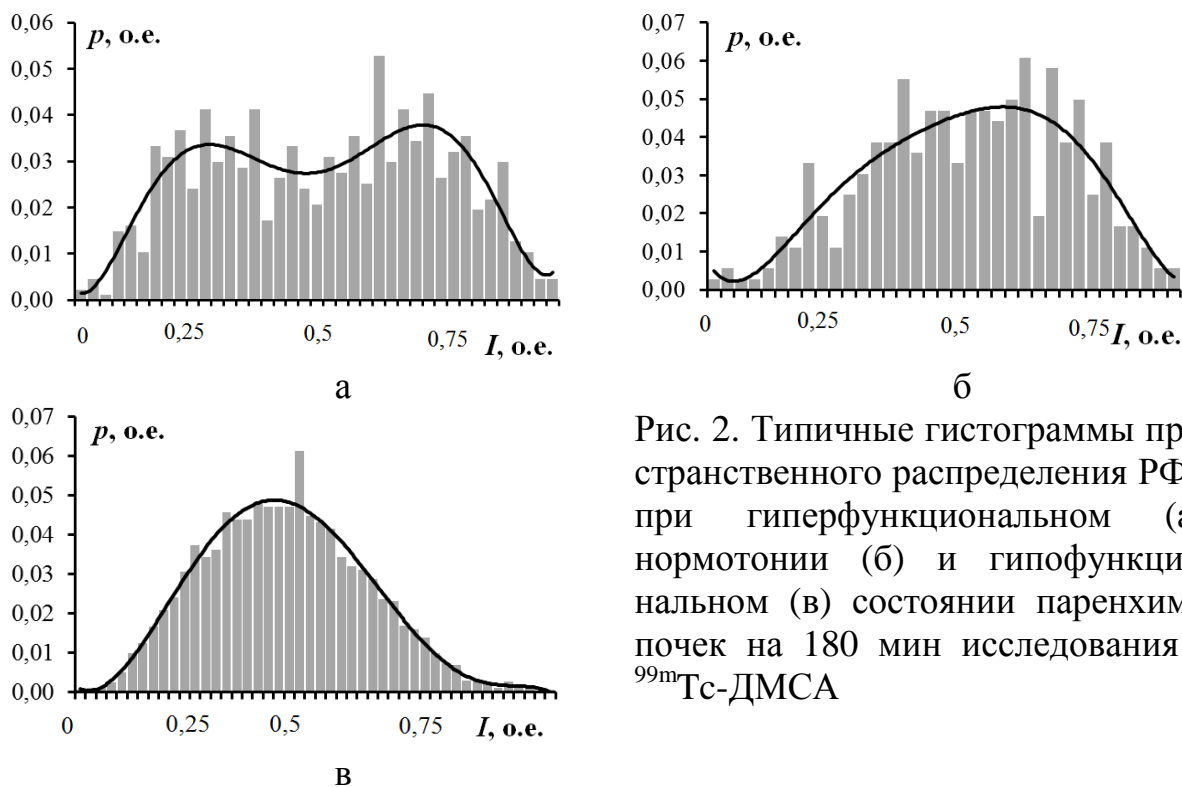 0,06
p, о.е.
0,05
0,04
0,03
0,02
0,01
0,00
0 0,25 0,5 0,75
I, о.е.
а
0,07
p, о.е.
0,06
0,05
0,04
0,03
0,02
0,01
0,00
0 0,25 0,5 0,75 I, о.е.
б
0,07
p, о.е.
0,06
0,05
0,04
0,03
0,02
0,01
0,00
0 0,25 0,5 0,75 I, о.е.
в
Рис. 2. Типичные гистограммы пр
странственного распределения РФ
при гиперфункциональном (а
нормотонии (б) и гипофункци
нальном (в) состоянии паренхим
почек на 180 мин исследования
99mТс-ДМСА